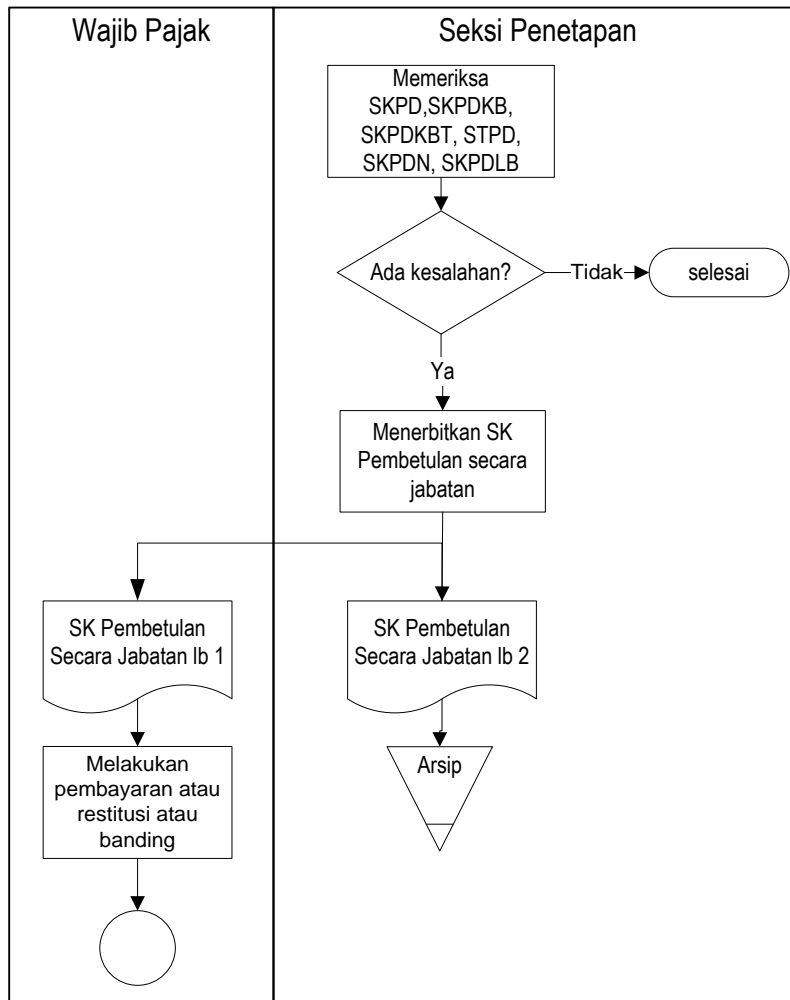 Wajib Pajak
Seksi Penetapan
Memeriksa
SKPD,SKPDKB,
SKPDKBT, STPD,
SKPDN, SKPDLB
Ada kesalahan?
Tidak
selesai
Ya
Menerbitkan SK
Pembetulan secara
jabatan
SK Pembetulan
Secara Jabatan lb 1
SK Pembetulan
Secara Jabatan lb 2
Melakukan
pembayaran atau
restitusi atau
banding
Arsip